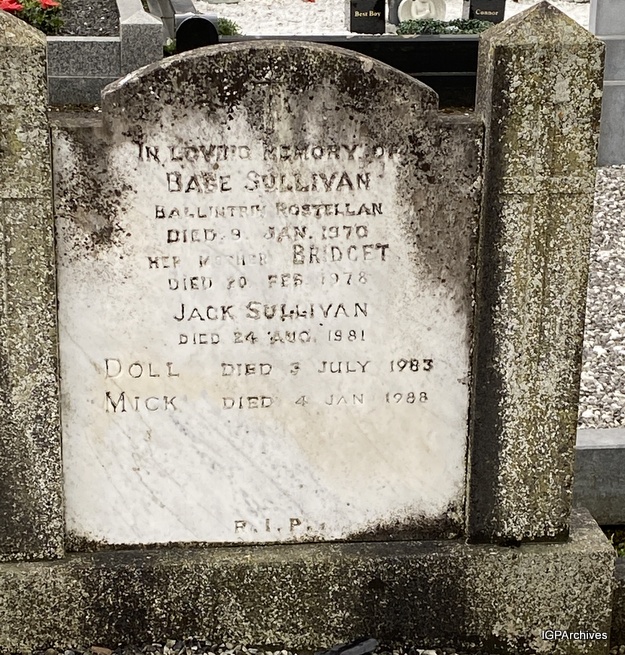 Best Boy
Connor
IN LOVING MEMORY OF
BABE SULLIVAN
BALLINTRIM ROSTELLAN
DIED 9 JAN. 1970
HER MOTHER BRIDGET
DIED 20 FEB 1978
JACK SULLIVAN
DIED 24 AUG. 1981
DOLL DIED 3 JULY 1983
MICK DIED 4 JAN 1988
R.I.P.
IGPArchives